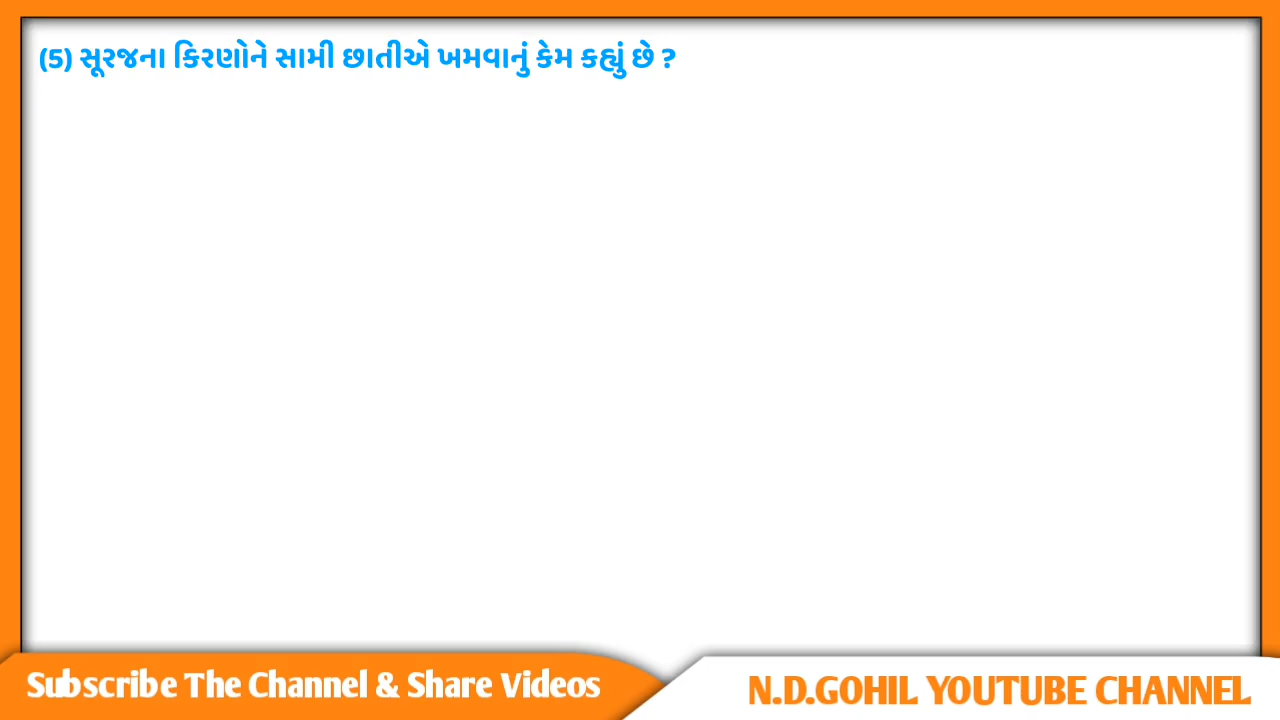 (5) સૂરજના કિરણોને સામી છાતીએ ખમવાનું કેમ કહ્યું છે ?
Subscribe The Channel & Share Videos
N.D.GOHIL YOUTUBE CHANNEL